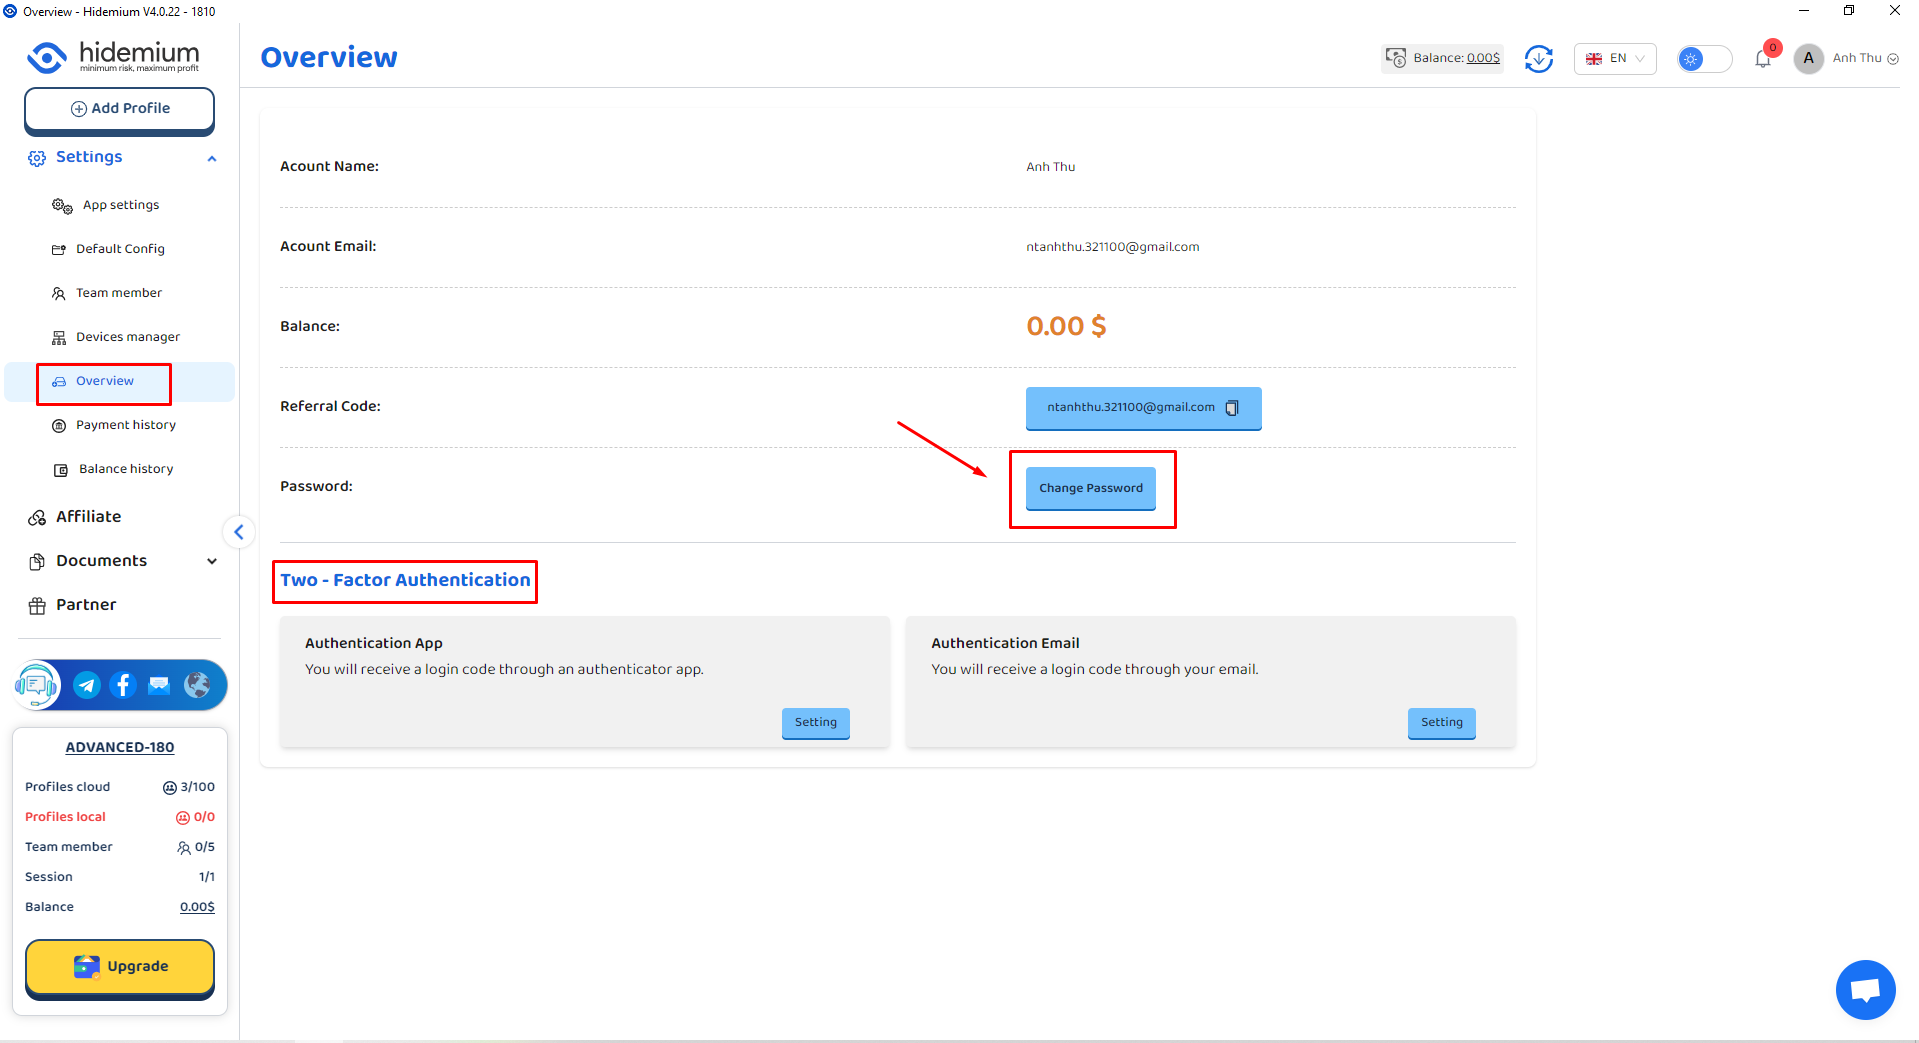 Overview - Hidemium V4.0.22 - 1810
hidemium
minimum risk, maximum profit
Add Profile
Settings
App settings
Default Config
Team member
Devices manager
Overview
Payment history
Balance history
Affiliate
Documents
Partner
ADVANCED-180
Profiles cloud 3/100
Profiles local 0/0
Team member 0/5
Session 1/1
Balance 0.00$
Upgrade
Overview
Balance: 0.00$
EN
0
A
Anh Thu
Acount Name: Anh Thu
Acount Email: ntanhthu.321100@gmail.com
Balance: 0.00 $
Referral Code: ntanhthu.321100@gmail.com
Password: Change Password
Two - Factor Authentication
Authentication App
You will receive a login code through an authenticator app.
Setting
Authentication Email
You will receive a login code through your email.
Setting